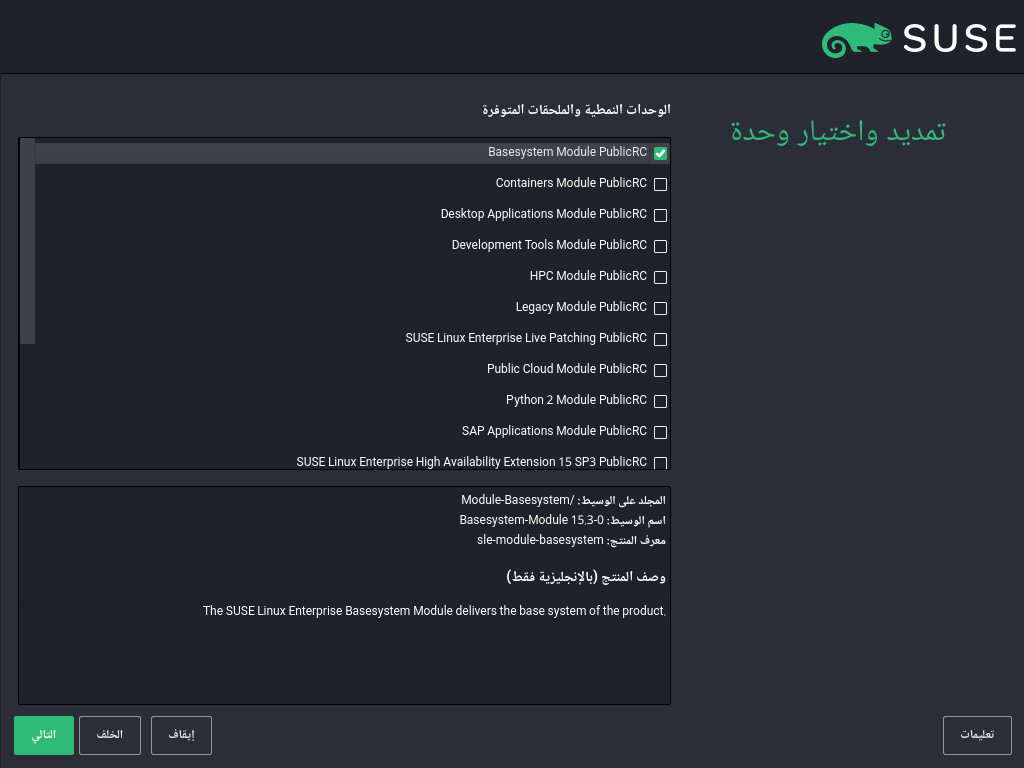 SUSE
تمديد واختيار وحدة
الوحدات النمطية والملحقات المتوفرة
Basesystem Module PublicRC
Containers Module PublicRC
Desktop Applications Module PublicRC
Development Tools Module PublicRC
HPC Module PublicRC
Legacy Module PublicRC
SUSE Linux Enterprise Live Patching PublicRC
Public Cloud Module PublicRC
Python 2 Module PublicRC
SAP Applications Module PublicRC
SUSE Linux Enterprise High Availability Extension 15 SP3 PublicRC
المجلد على الوسيط: /Module-Basesystem
اسم الوسيط: Basesystem-Module 15.3-0
معرف المنتج: sle-module-basesystem
وصف المنتج (بالإنجليزية فقط)
The SUSE Linux Enterprise Basesystem Module delivers the base system of the product.
تعليمات
إيقاف
الخلف
التالي